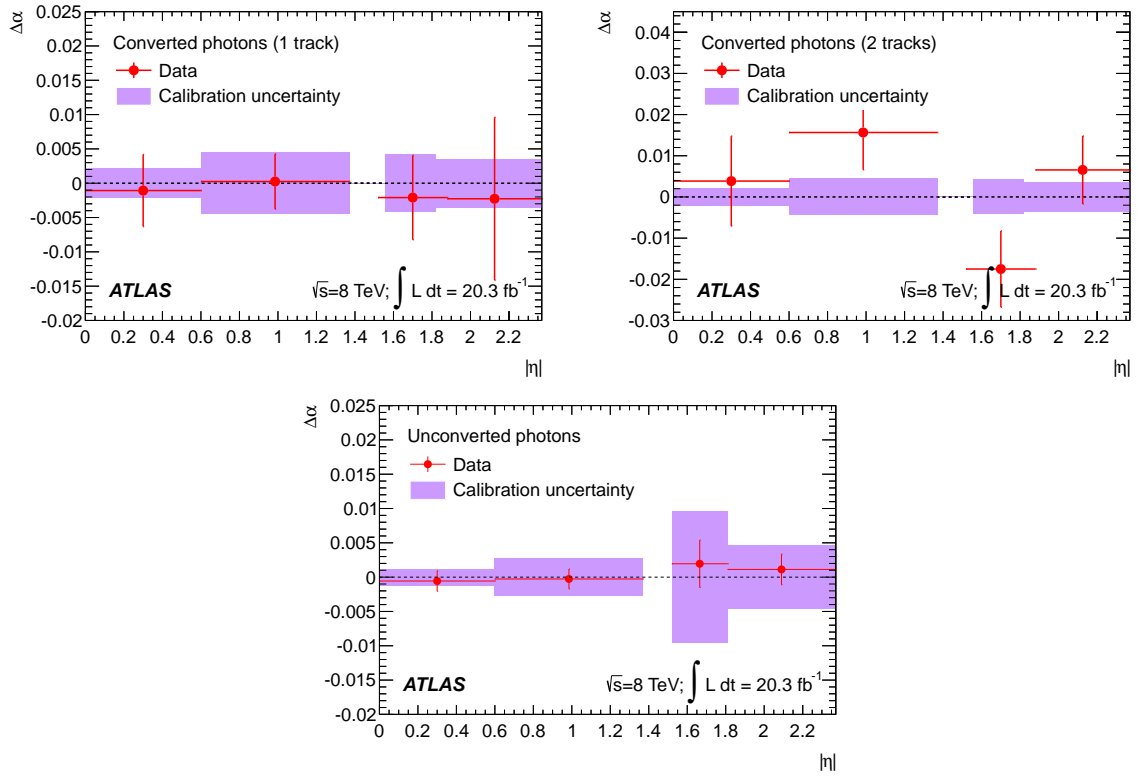 Δα
0.025
0.02
0.015
0.01
0.005
0
-0.005
-0.01
-0.015
-0.02
Converted photons (1 track)
Data
Calibration uncertainty
ATLAS
√s=8 TeV; ∫ L dt = 20.3 fb⁻¹
0 0.2 0.4 0.6 0.8 1 1.2 1.4 1.6 1.8 2 2.2
|η|
Δα
0.04
0.03
0.02
0.01
0
-0.01
-0.02
-0.03
Converted photons (2 tracks)
Data
Calibration uncertainty
ATLAS
√s=8 TeV; ∫ L dt = 20.3 fb⁻¹
0 0.2 0.4 0.6 0.8 1 1.2 1.4 1.6 1.8 2 2.2
|η|
Δα
0.025
0.02
0.015
0.01
0.005
0
-0.005
-0.01
-0.015
-0.02
Unconverted photons
Data
Calibration uncertainty
ATLAS
√s=8 TeV; ∫ L dt = 20.3 fb⁻¹
0 0.2 0.4 0.6 0.8 1 1.2 1.4 1.6 1.8 2 2.2
|η|